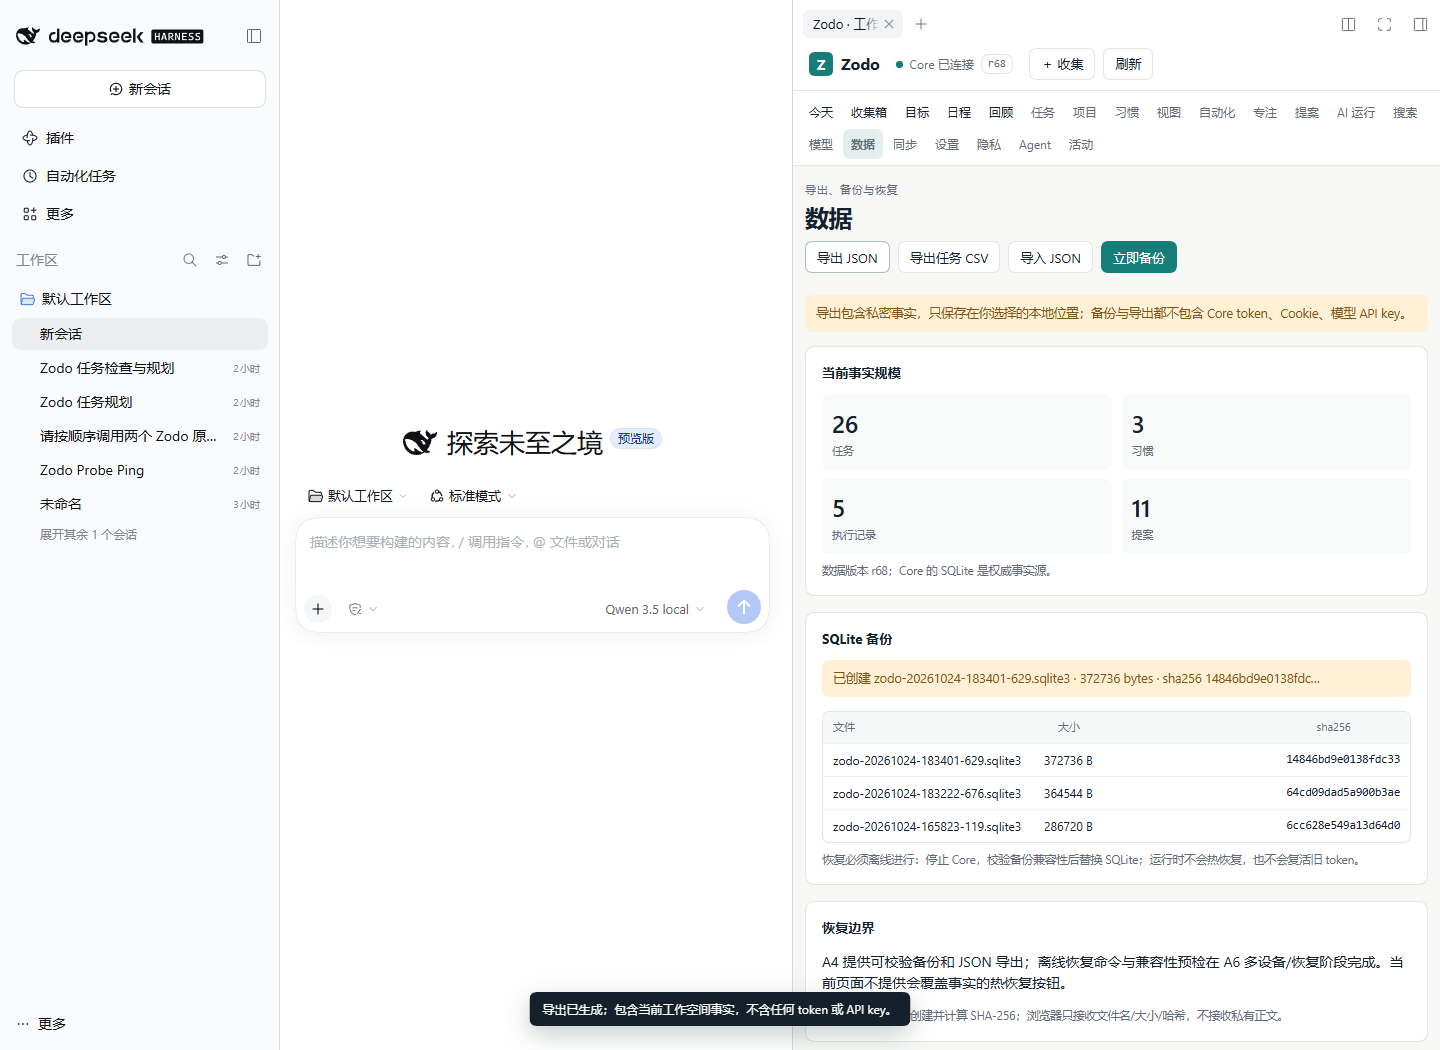 deepseek HARNESS
新会话
插件
自动化任务
更多
工作区
默认工作区
新会话
Zodo 任务检查与规划 2小时
Zodo 任务规划 2小时
请按顺序调用两个 Zodo 原... 2小时
Zodo Probe Ping 2小时
未命名 3小时
展开其余 1 个会话
更多
探索未至之境 预览版
默认工作区 标准模式
描述你想要构建的内容, / 调用指令, @ 文件或对话
Qwen 3.5 local
Zodo · 工作
Z Zodo Core 已连接 r68 + 收集 刷新
今天 收集箱 目标 日程 回顾 任务 项目 习惯 视图 自动化 专注 提案 AI 运行 搜索
模型 数据 同步 设置 隐私 Agent 活动
导出、备份与恢复
数据
导出 JSON 导出任务 CSV 导入 JSON 立即备份
导出包含私密事实，只保存在你选择的本地位置；备份与导出都不包含 Core token、Cookie、模型 API key。
当前事实规模
26 3
任务 习惯
5 11
执行记录 提案
数据版本 r68；Core 的 SQLite 是权威事实源。
SQLite 备份
已创建 zodo-20261024-183401-629.sqlite3 · 372736 bytes · sha256 14846bd9e0138fdc…
文件 大小 sha256
zodo-20261024-183401-629.sqlite3 372736 B 14846bd9e0138fdc33
zodo-20261024-183222-676.sqlite3 364544 B 64cd09dad5a900b3ae
zodo-20261024-165823-119.sqlite3 286720 B 6cc628e549a13d64d0
恢复必须离线进行：停止 Core，校验备份兼容性后替换 SQLite；运行时不会热恢复，也不会复活旧 token。
恢复边界
A4 提供可校验备份和 JSON 导出；离线恢复命令与兼容性预检在 A6 多设备/恢复阶段完成。当
前页面不提供会覆盖事实的热恢复按钮。
创建并计算 SHA-256；浏览器只接收文件名/大小/哈希，不接收私有正文。
导出已生成；包含当前工作空间事实，不含任何 token 或 API key。